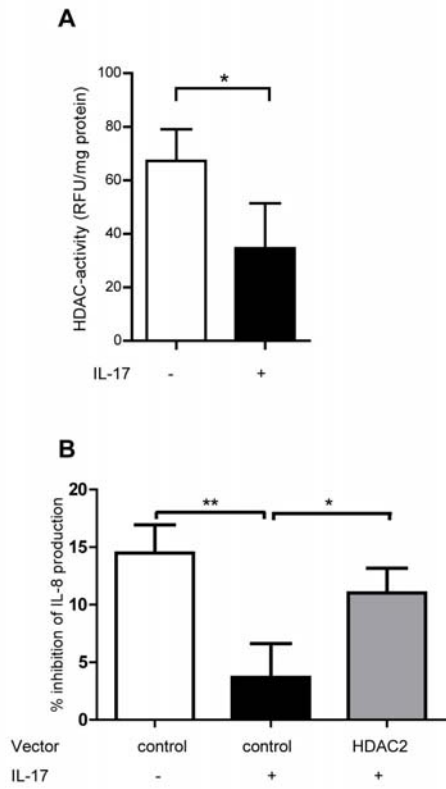 A
*
HDAC-activity (RFU/mg protein)
100
80
60
40
20
0
IL-17 - +
B
** *
% inhibition of IL-8 production
20
15
10
5
0
Vector control control HDAC2
IL-17 - + +